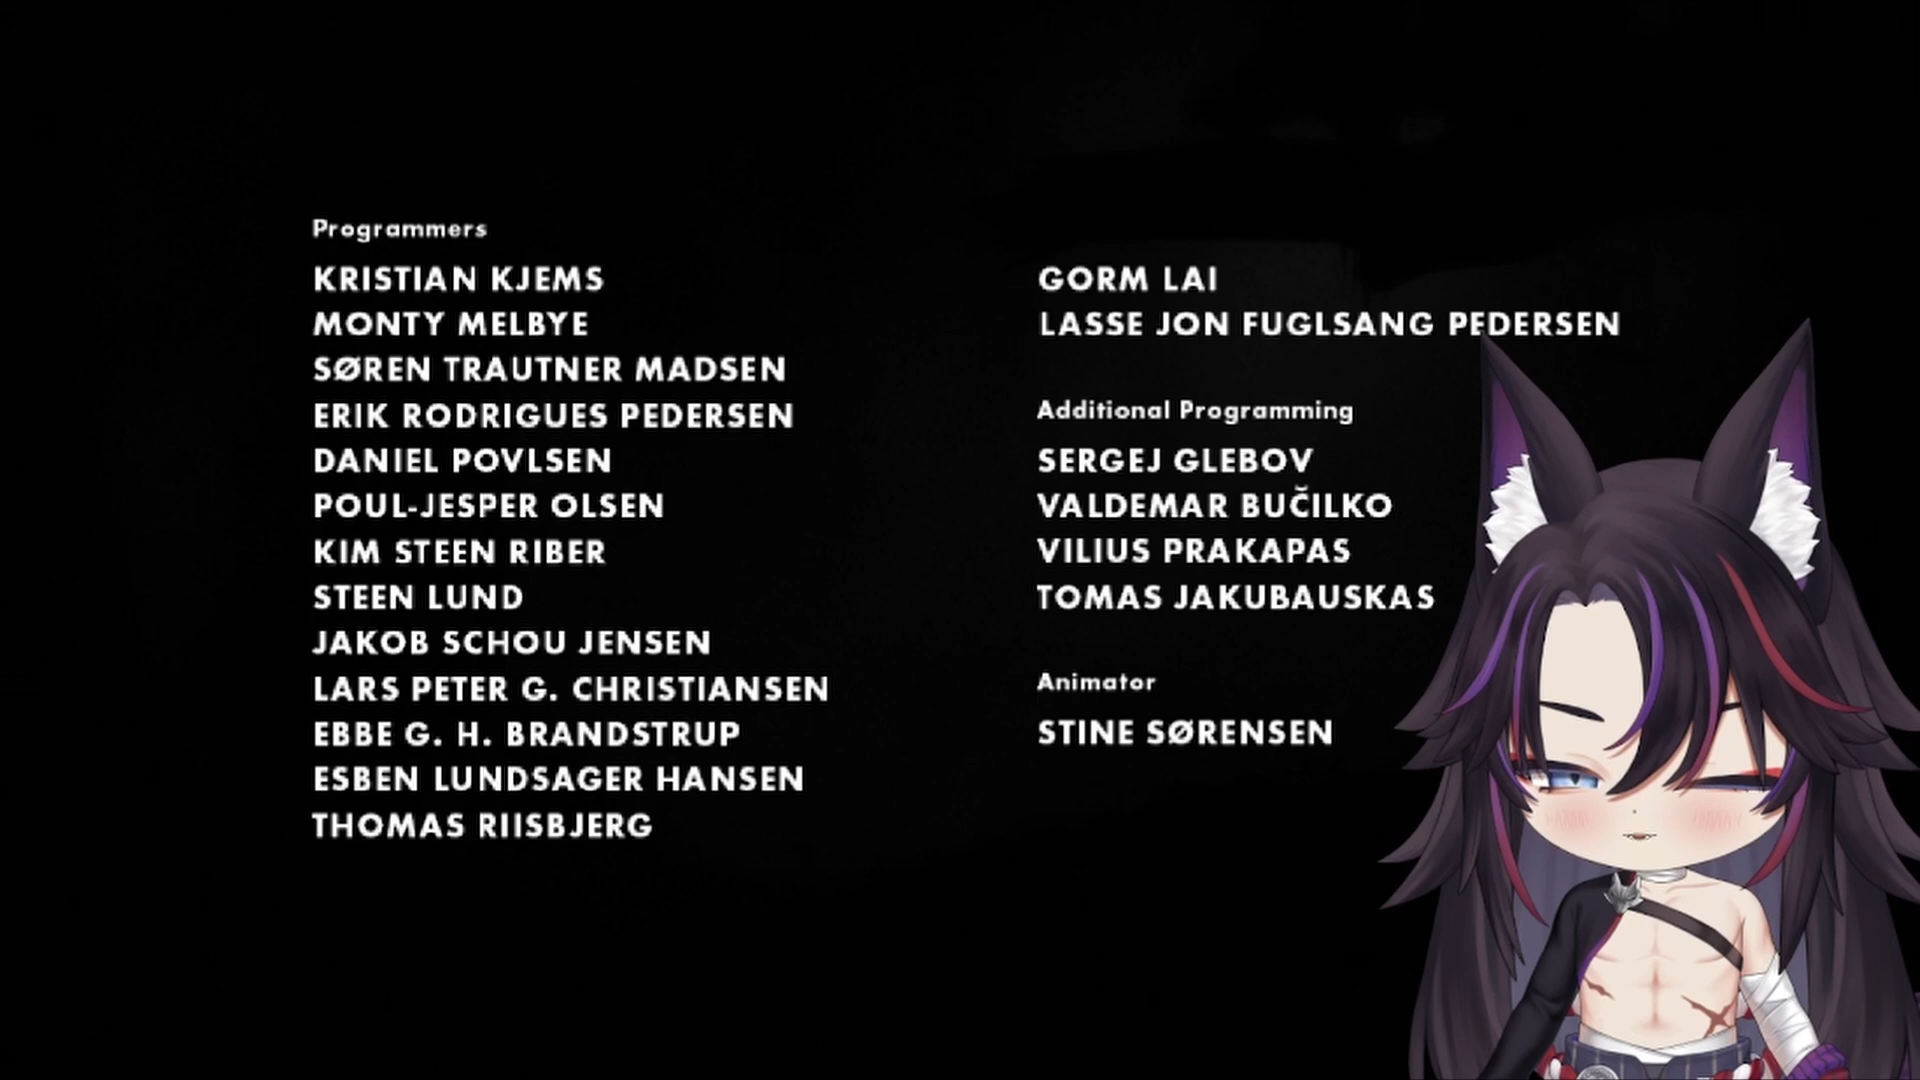 Programmers
KRISTIAN KJEMS
MONTY MELBYE
SØREN TRAUTNER MADSEN
ERIK RODRIGUES PEDERSEN
DANIEL POVLSEN
POUL-JESPER OLSEN
KIM STEEN RIBER
STEEN LUND
JAKOB SCHOU JENSEN
LARS PETER G. CHRISTIANSEN
EBBE G. H. BRANDSTRUP
ESBEN LUNDSAGER HANSEN
THOMAS RIISBJERG
GORM LAI
LASSE JON FUGLSANG PEDERSEN
Additional Programming
SERGEJ GLEBOV
VALDEMAR BUČILKO
VILIUS PRAKAPAS
TOMAS JAKUBAUSKAS
Animator
STINE SØRENSEN